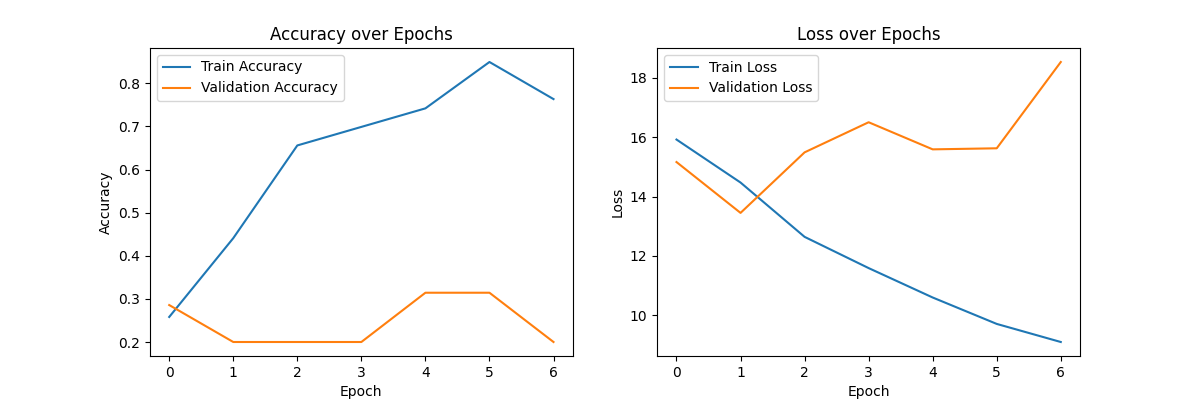 Accuracy over Epochs
Train Accuracy
Validation Accuracy
0.8
0.7
0.6
0.5
0.4
0.3
0.2
Accuracy
0 1 2 3 4 5 6
Epoch
Loss over Epochs
Train Loss
Validation Loss
18
16
14
12
10
Loss
0 1 2 3 4 5 6
Epoch